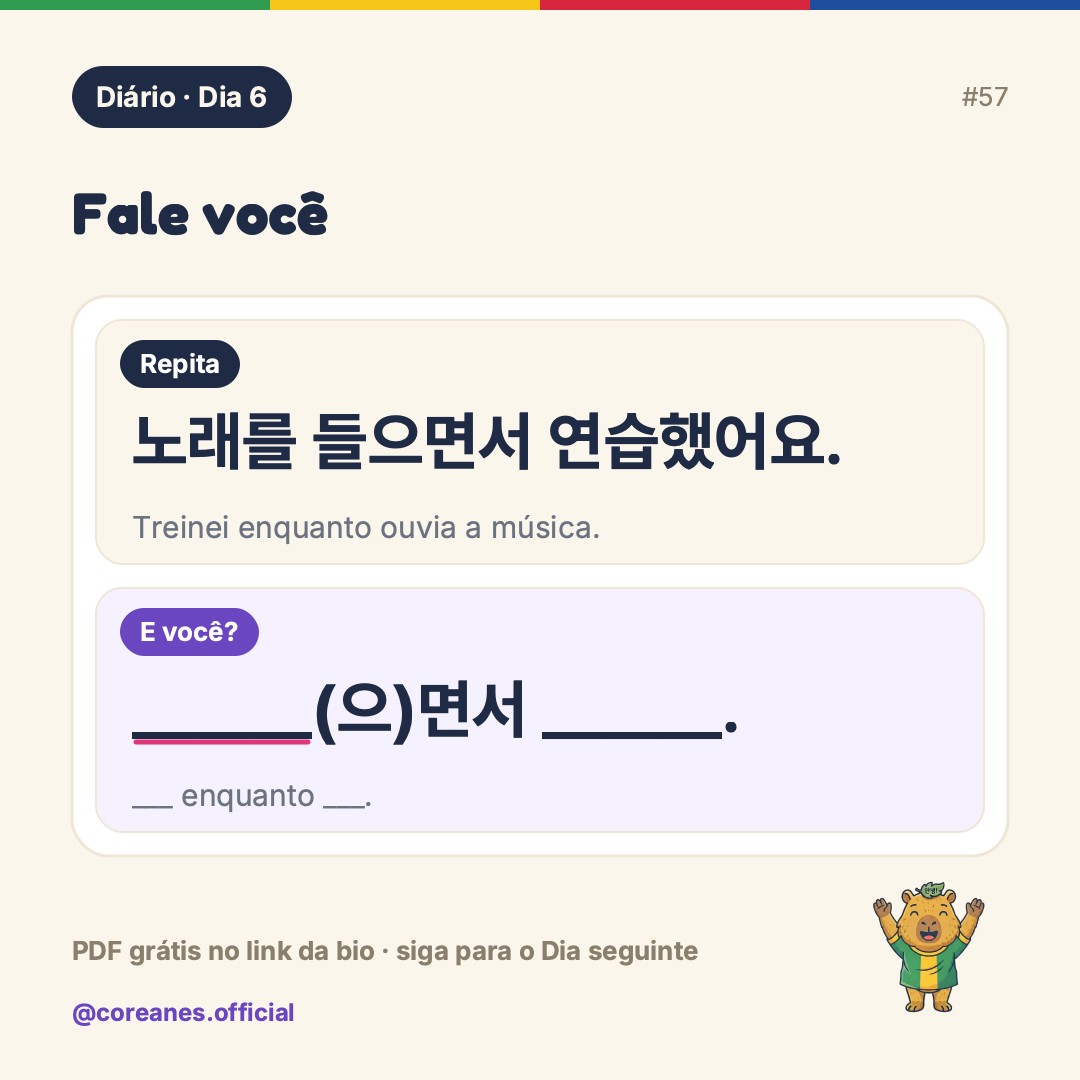 Diário · Dia 6
#57
Fale você
Repita
노래를 들으면서 연습했어요.
Treinei enquanto ouvia a música.
E você?
______(으)면서 ______.
___ enquanto ___.
PDF grátis no link da bio · siga para o Dia seguinte
@coreanes.official